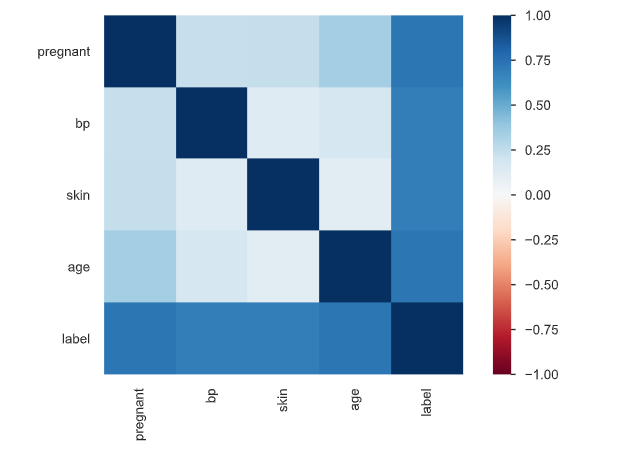 pregnant
bp
skin
age
label
pregnant
bp
skin
age
label
1.00
0.75
0.50
0.25
0.00
−0.25
−0.50
−0.75
−1.00